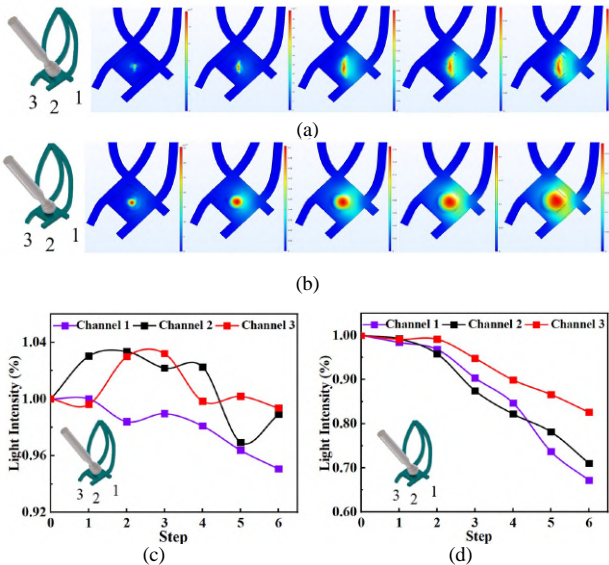 3 2 1
(a)
3 2 1
(b)
Channel 1 Channel 2 Channel 3
1.04
1.00
0.96
0.92
Light Intensity (%)
3 2 1
0 1 2 3 4 5 6
Step
(c)
Channel 1 Channel 2 Channel 3
1.00
0.90
0.80
0.70
0.60
Light Intensity (%)
3 2 1
0 1 2 3 4 5 6
Step
(d)